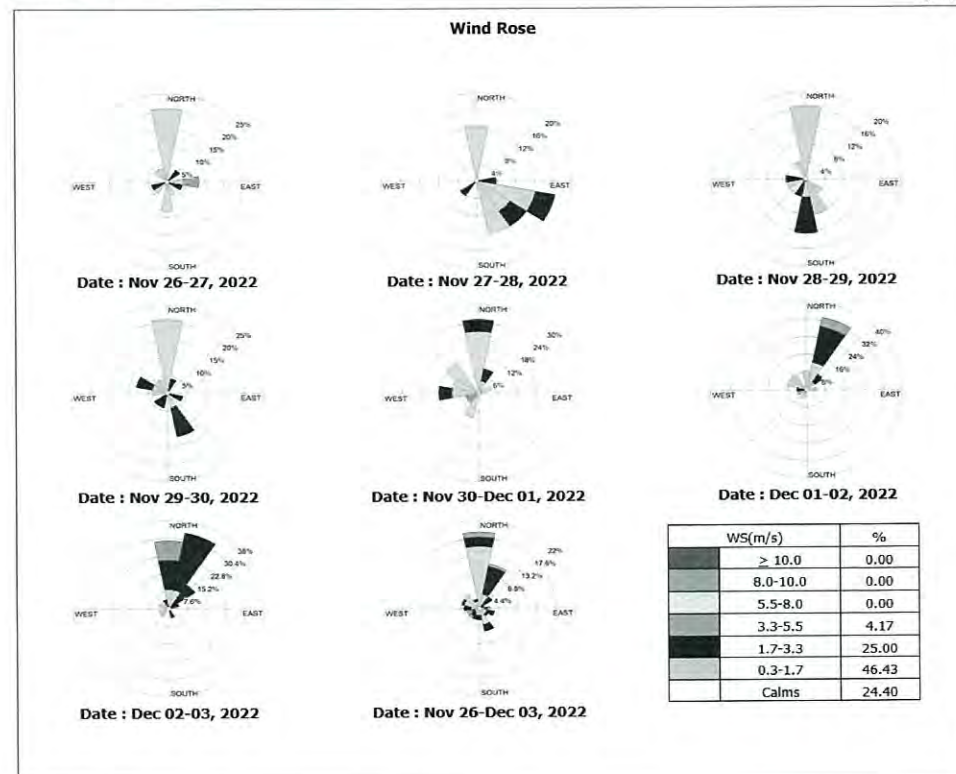 Wind Rose
NORTH
25%
20%
15%
10%
5%
WEST
EAST
SOUTH
Date : Nov 26-27, 2022
NORTH
20%
16%
12%
8%
4%
WEST
EAST
SOUTH
Date : Nov 27-28, 2022
NORTH
20%
16%
12%
8%
4%
WEST
EAST
SOUTH
Date : Nov 28-29, 2022
NORTH
25%
20%
15%
10%
5%
WEST
EAST
SOUTH
Date : Nov 29-30, 2022
NORTH
30%
24%
18%
12%
6%
WEST
EAST
SOUTH
Date : Nov 30-Dec 01, 2022
NORTH
40%
32%
24%
16%
8%
WEST
EAST
SOUTH
Date : Dec 01-02, 2022
NORTH
38%
30.4%
22.8%
15.2%
7.6%
WEST
EAST
SOUTH
Date : Dec 02-03, 2022
NORTH
22%
17.6%
13.2%
8.8%
4.4%
WEST
EAST
SOUTH
Date : Nov 26-Dec 03, 2022
WS(m/s) %
≥ 10.0 0.00
8.0-10.0 0.00
5.5-8.0 0.00
3.3-5.5 4.17
1.7-3.3 25.00
0.3-1.7 46.43
Calms 24.40